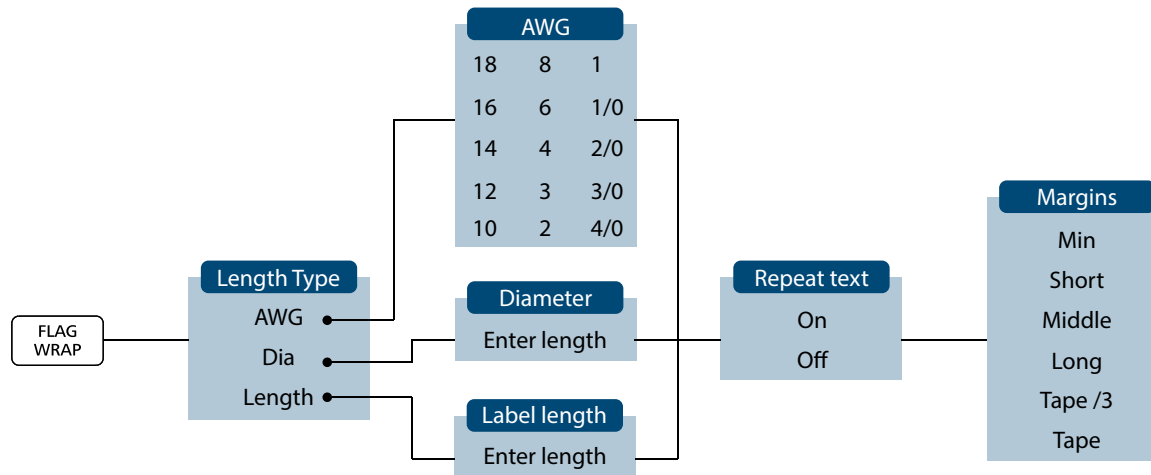 FLAG
WRAP
Length Type
AWG
Dia
Length
AWG
18 8 1
16 6 1/0
14 4 2/0
12 3 3/0
10 2 4/0
Diameter
Enter length
Label length
Enter length
Repeat text
On
Off
Margins
Min
Short
Middle
Long
Tape /3
Tape